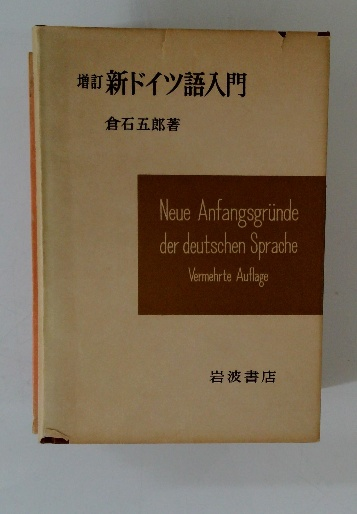 増訂 新ドイツ語入門
倉石五郎著
Neue Anfangsgründe
der deutschen Sprache
Vermehrte Auflage
岩波書店